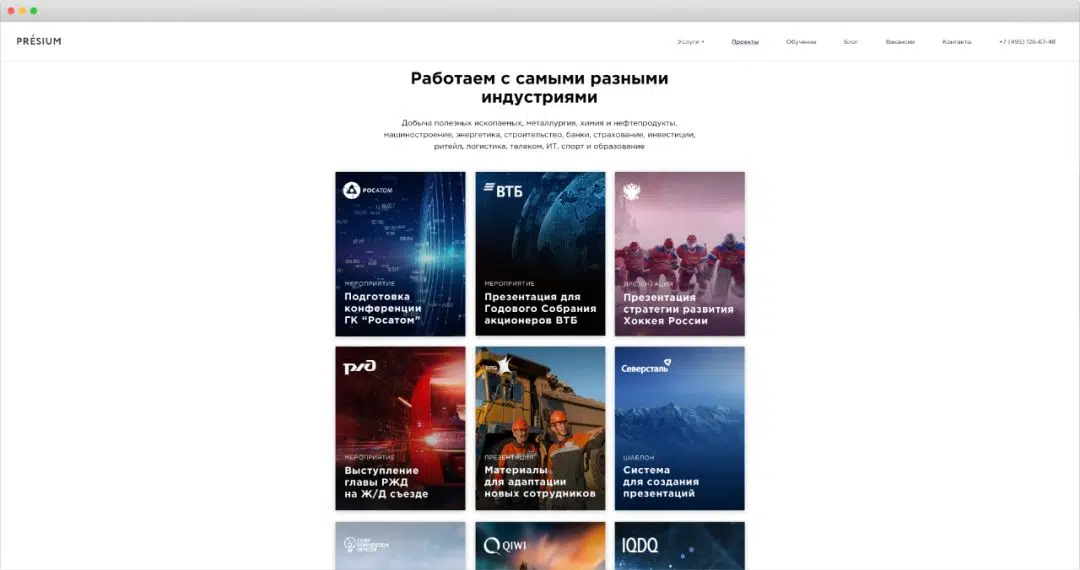 PRÉSIUM
Услуги
Проекты
Обучение
Блог
Вакансии
Контакты
+7 (495) 126-67-48
Работаем с самыми разными
индустриями
Добыча полезных ископаемых, металлургия, химия и нефтепродукты,
машиностроение, энергетика, строительство, банки, страхование, инвестиции,
ритейл, логистика, телеком, ИТ, спорт и образование
РОСАТОМ
МЕРОПРИЯТИЕ
Подготовка
конференции
ГК “Росатом”
ВТБ
МЕРОПРИЯТИЕ
Презентация для
Годового Собрания
акционеров ВТБ
ПРЕЗЕНТАЦИЯ
Презентация
стратегии развития
Хоккея России
ржд
МЕРОПРИЯТИЕ
Выступление
главы РЖД
на Ж/Д съезде
ПРЕЗЕНТАЦИЯ
Материалы
для адаптации
новых сотрудников
Северсталь
ШАБЛОН
Система
для создания
презентаций
CHIEF
OFFICER
QIWI
IQDQ